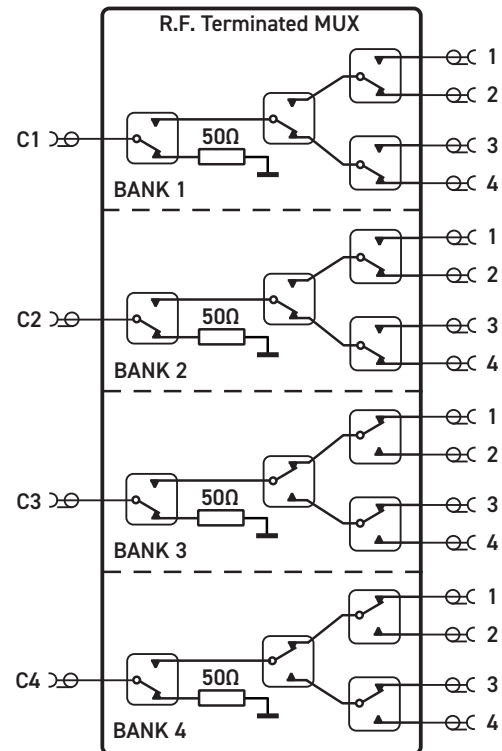 R.F. Terminated MUX
1
2
C1
50Ω
3
4
BANK 1
1
2
C2
50Ω
3
4
BANK 2
1
2
C3
50Ω
3
4
BANK 3
1
2
C4
50Ω
3
4
BANK 4